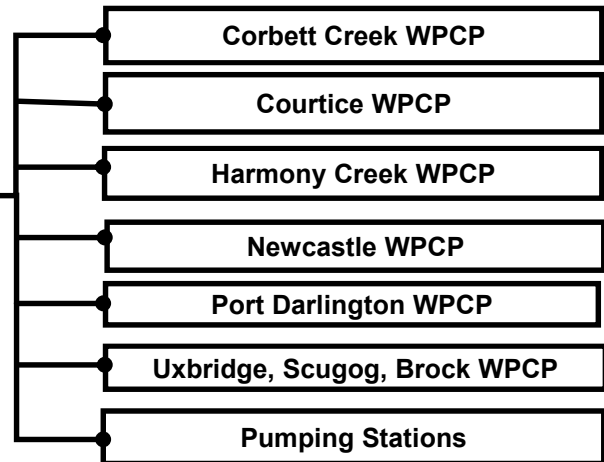 Corbett Creek WPCP
Courtice WPCP
Harmony Creek WPCP
Newcastle WPCP
Port Darlington WPCP
Uxbridge, Scugog, Brock WPCP
Pumping Stations